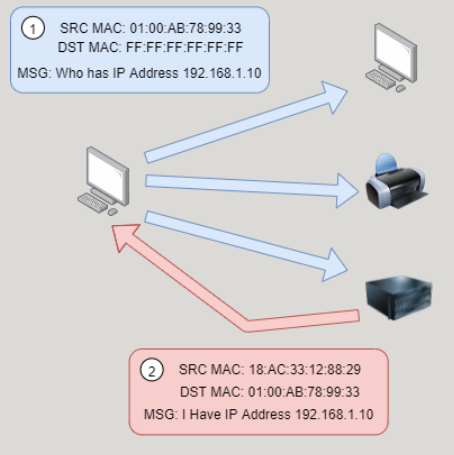 1
SRC MAC: 01:00:AB:78:99:33
DST MAC: FF:FF:FF:FF:FF:FF
MSG: Who has IP Address 192.168.1.10
2
SRC MAC: 18:AC:33:12:88:29
DST MAC: 01:00:AB:78:99:33
MSG: I Have IP Address 192.168.1.10